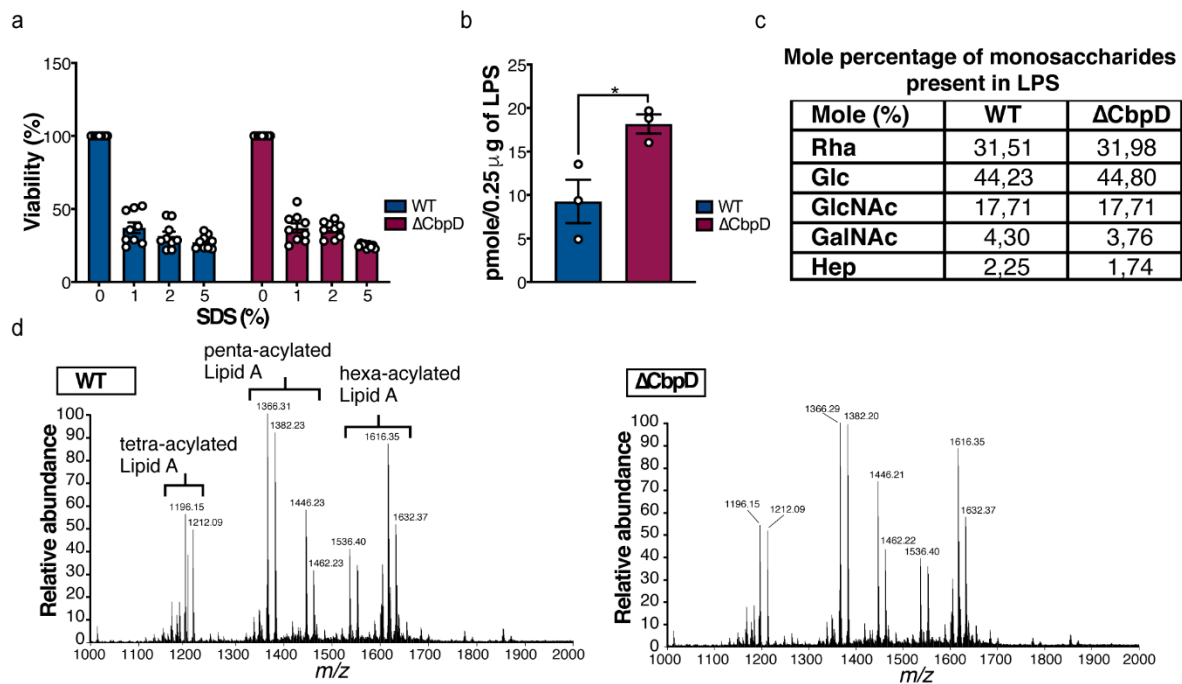 a
Viability (%)
150
100
50
0
0 1 2 5 0 1 2 5
SDS (%)
WT
ΔCbpD
b
pmole/0.25 µg of LPS
25
20
15
10
5
0
*
WT
ΔCbpD
c
Mole percentage of monosaccharides
present in LPS
Mole (%) WT ΔCbpD
Rha 31,51 31,98
Glc 44,23 44,80
GlcNAc 17,71 17,71
GalNAc 4,30 3,76
Hep 2,25 1,74
d
WT
penta-acylated
Lipid A
hexa-acylated
Lipid A
tetra-acylated
Lipid A
1366.31
1382.23
1616.35
1196.15
1212.09
1446.23
1462.23
1536.40
1632.37
Relative abundance
100
90
80
70
60
50
40
30
20
10
0
1000 1100 1200 1300 1400 1500 1600 1700 1800 1900 2000
m/z
ΔCbpD
1366.29
1382.20
1616.35
1446.21
1196.15
1212.09
1462.22
1536.40
1632.37
Relative abundance
100
90
80
70
60
50
40
30
20
10
0
1000 1100 1200 1300 1400 1500 1600 1700 1800 1900 2000
m/z